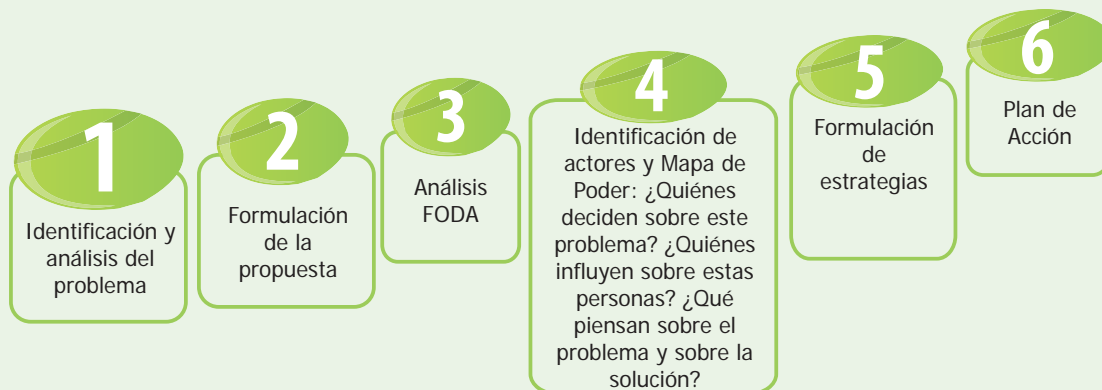 1
Identificación y
análisis del
problema
2
Formulación
de la
propuesta
3
Análisis
FODA
4
Identificación de
actores y Mapa de
Poder: ¿Quiénes
deciden sobre este
problema? ¿Quiénes
influyen sobre estas
personas? ¿Qué
piensan sobre el
problema y sobre la
solución?
5
Formulación
de
estrategias
6
Plan de
Acción